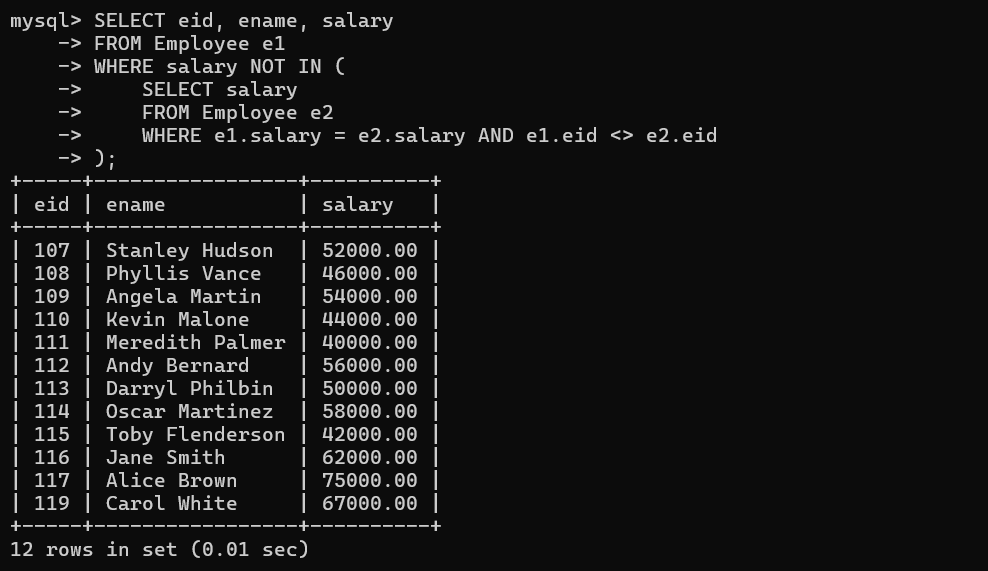 mysql> SELECT eid, ename, salary
    -> FROM Employee e1
    -> WHERE salary NOT IN (
    ->     SELECT salary
    ->     FROM Employee e2
    ->     WHERE e1.salary = e2.salary AND e1.eid <> e2.eid
    -> );
+-----+-----------------+----------+
| eid | ename           | salary   |
+-----+-----------------+----------+
| 107 | Stanley Hudson  | 52000.00 |
| 108 | Phyllis Vance   | 46000.00 |
| 109 | Angela Martin   | 54000.00 |
| 110 | Kevin Malone    | 44000.00 |
| 111 | Meredith Palmer | 40000.00 |
| 112 | Andy Bernard    | 56000.00 |
| 113 | Darryl Philbin  | 50000.00 |
| 114 | Oscar Martinez  | 58000.00 |
| 115 | Toby Flenderson | 42000.00 |
| 116 | Jane Smith      | 62000.00 |
| 117 | Alice Brown     | 75000.00 |
| 119 | Carol White     | 67000.00 |
+-----+-----------------+----------+
12 rows in set (0.01 sec)